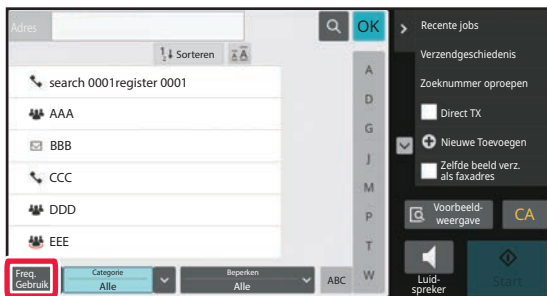 Adres
OK
1 2 Sorteren
search 0001register 0001
AAA
BBB
CCC
DDD
EEE
A
D
G
J
M
P
T
W
Freq.
Gebruik
Categorie
Alle
Beperken
Alle
ABC
Recente jobs
Verzendgeschiedenis
Zoeknummer oproepen
Direct TX
Nieuwe Toevoegen
Zelfde beeld verz.
als faxadres
Voorbeeld-
weergave
CA
Luid-
spreker
Start